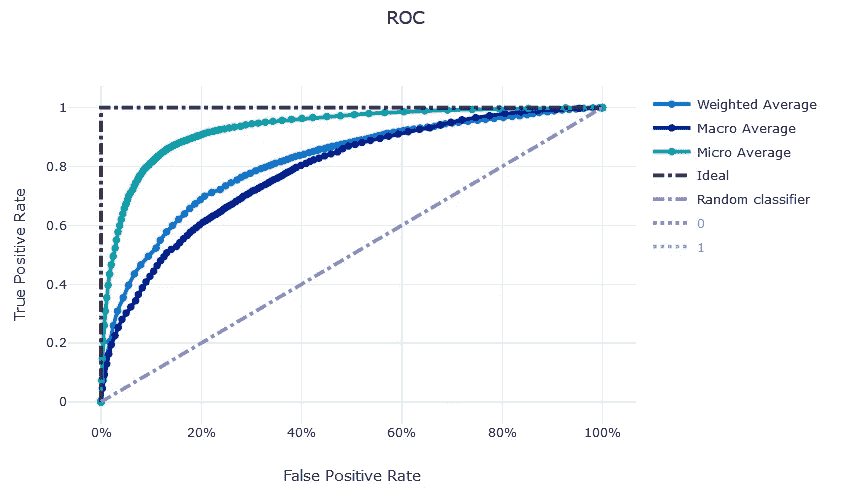 ROC
True Positive Rate
1
0.8
0.6
0.4
0.2
0
0% 20% 40% 60% 80% 100%
False Positive Rate
Weighted Average
Macro Average
Micro Average
Ideal
Random classifier
0
1